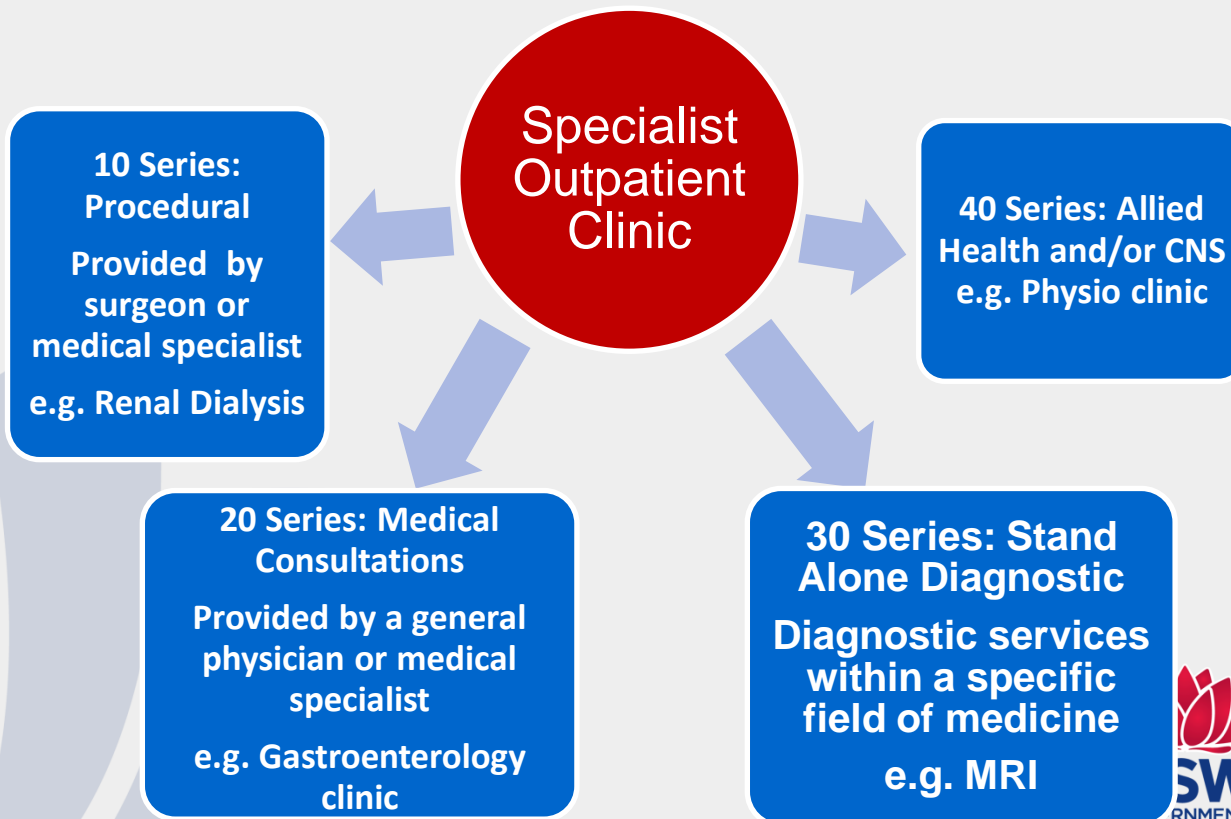 Specialist
Outpatient
Clinic
10 Series:
Procedural
Provided by
surgeon or
medical specialist
e.g. Renal Dialysis
40 Series: Allied
Health and/or CNS
e.g. Physio clinic
20 Series: Medical
Consultations
Provided by a general
physician or medical
specialist
e.g. Gastroenterology
clinic
30 Series: Stand
Alone Diagnostic
Diagnostic services
within a specific
field of medicine
e.g. MRI